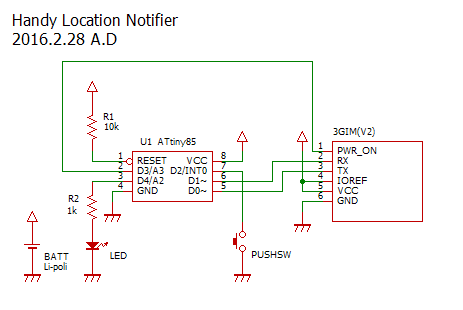 Handy Location Notifier
2016.2.28 A.D
R1
10k
U1 ATtiny85
1 RESET VCC 8
2 D3/A3 D2/INT0 7
3 D4/A2 D1~ 6
4 GND D0~ 5
3GIM(V2)
1 PWR_ON
2 RX
3 TX
4 IOREF
5 VCC
6 GND
R2
1k
BATT
Li-poli
LED
PUSHSW